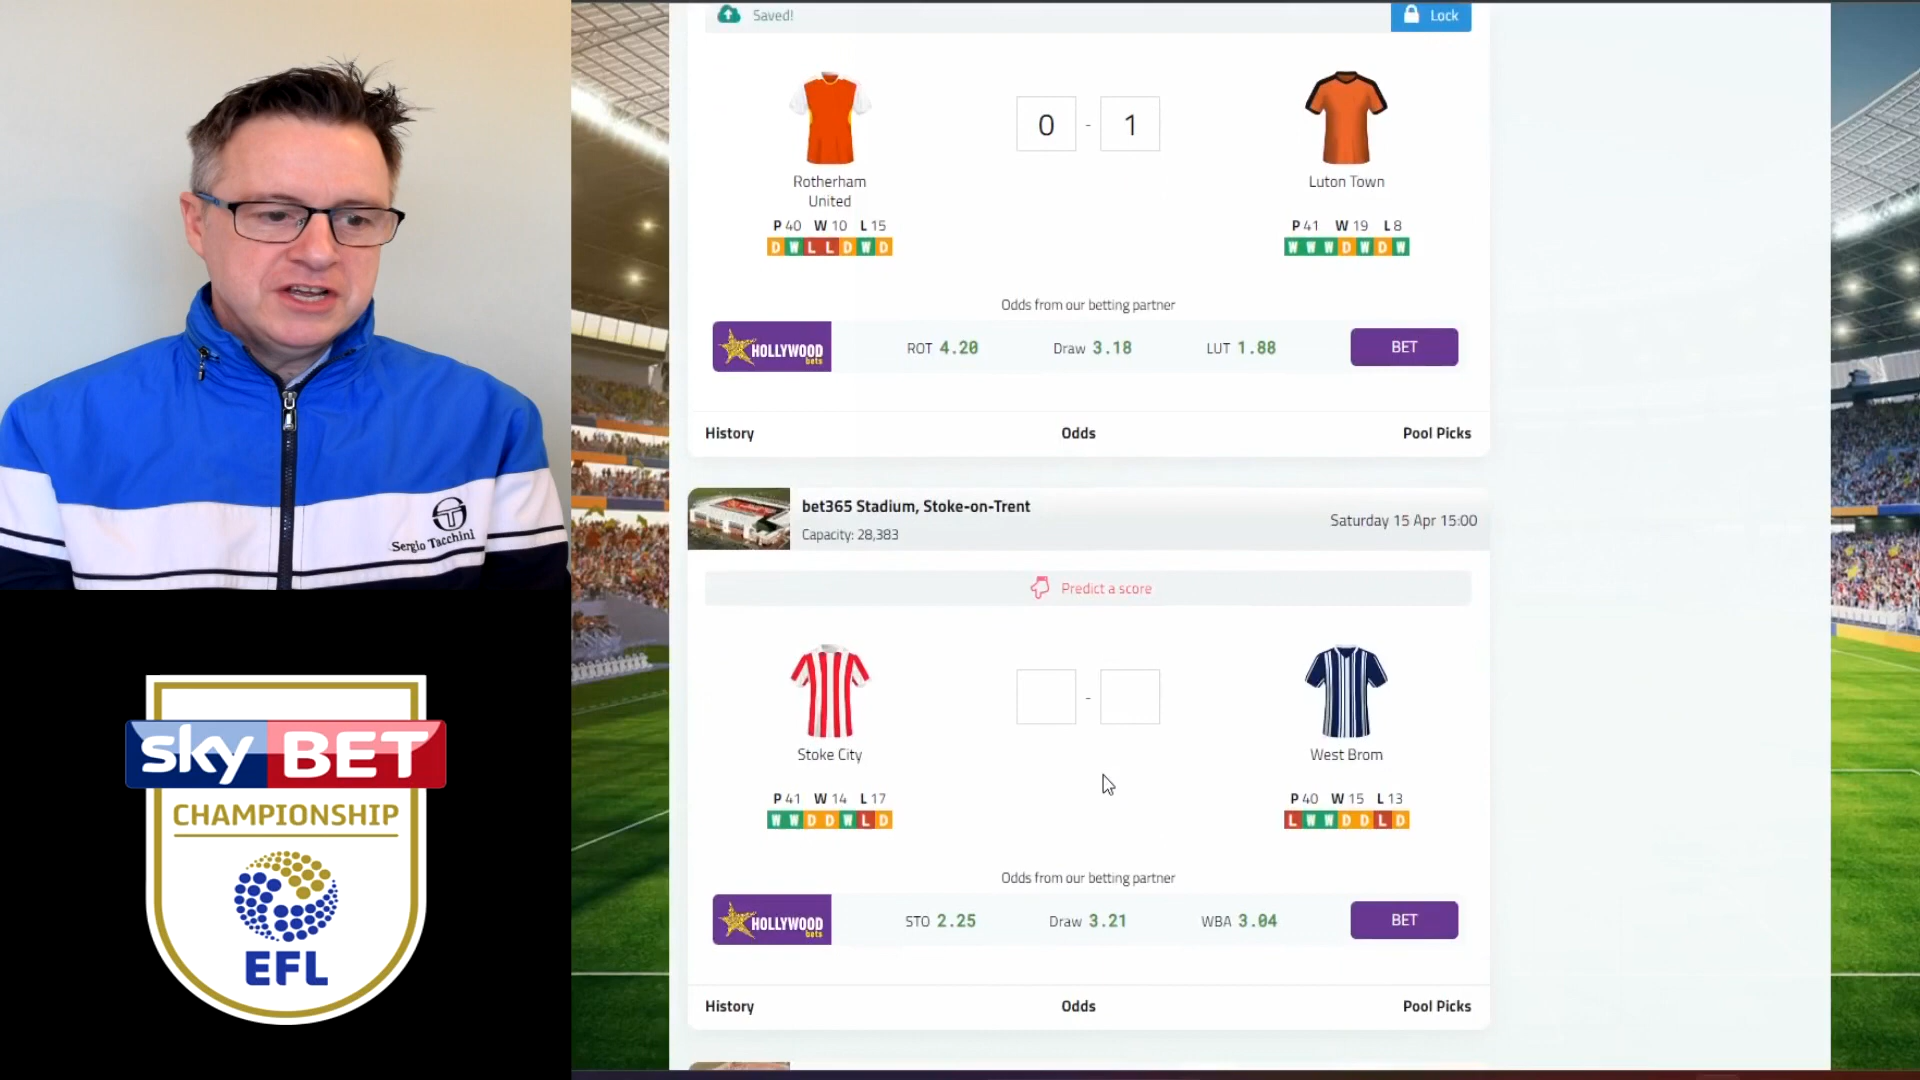 Saved!
Lock
0 - 1
Rotherham
United
Luton Town
P 40 W 10 L 15
D W L L D W D
P 41 W 19 L 8
W W W D W D W
Odds from our betting partner
HOLLYWOOD
bets
ROT 4.20
Draw 3.18
LUT 1.88
BET
History
Odds
Pool Picks
bet365 Stadium, Stoke-on-Trent
Capacity: 28,383
Saturday 15 Apr 15:00
Predict a score
-
Stoke City
West Brom
P 41 W 14 L 17
W W D D W L D
P 40 W 15 L 13
L W W D D L D
Odds from our betting partner
HOLLYWOOD
bets
STO 2.25
Draw 3.21
WBA 3.04
BET
History
Odds
Pool Picks
Sergio Tacchini
sky BET
CHAMPIONSHIP
EFL